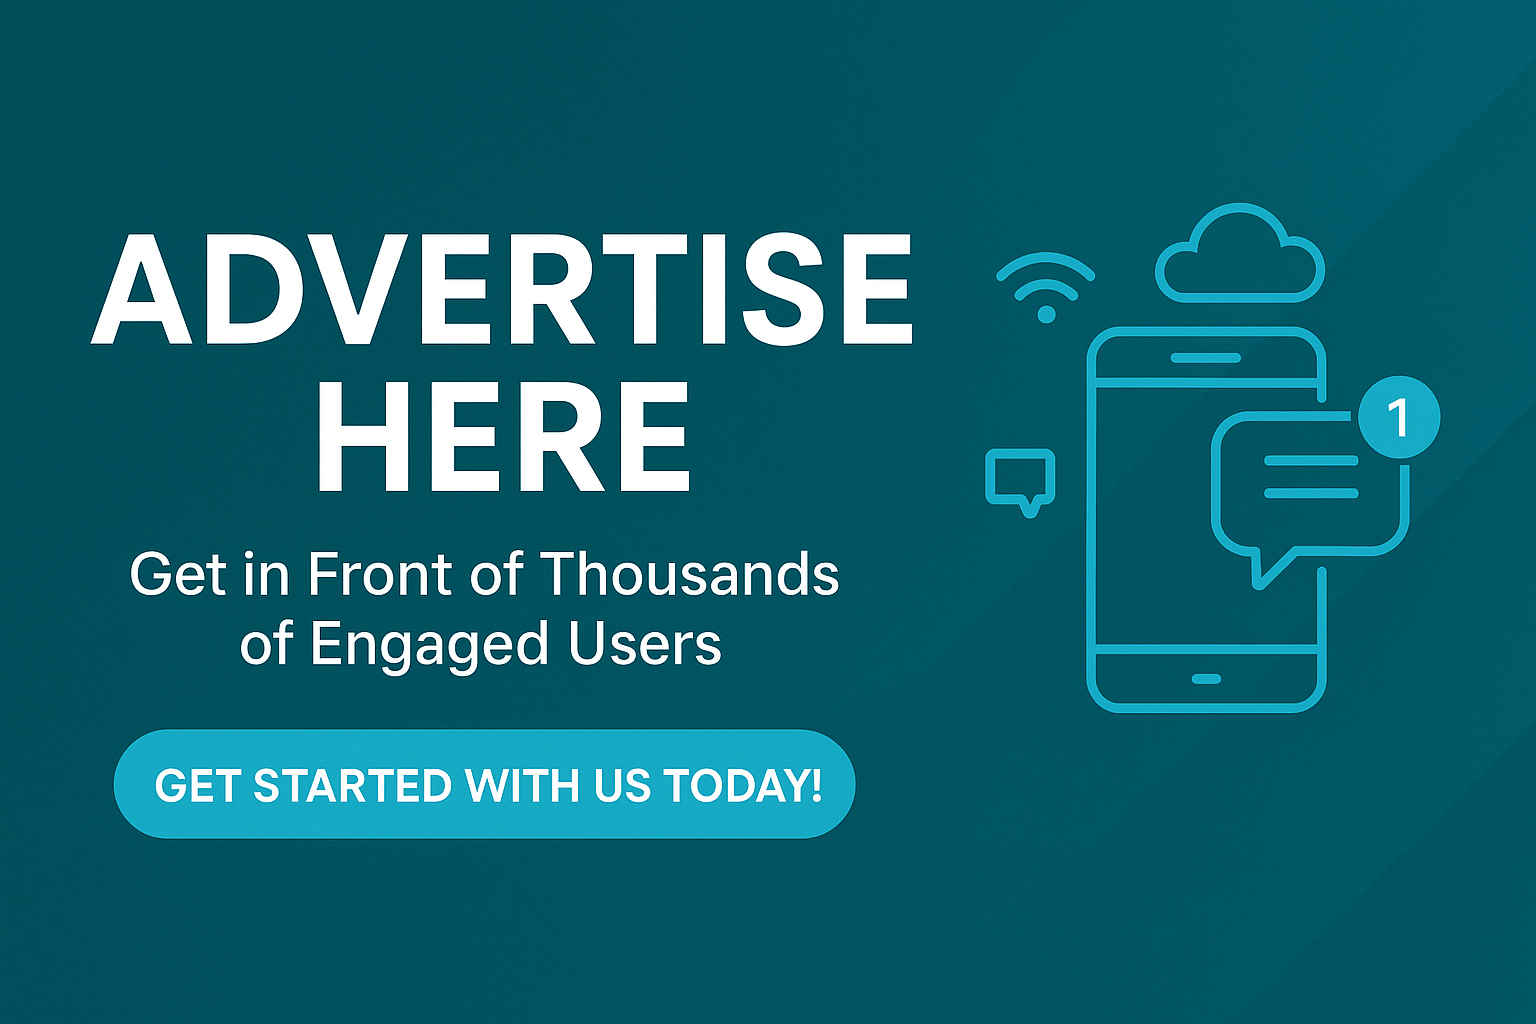 ADVERTISE
HERE
Get in Front of Thousands
of Engaged Users
GET STARTED WITH US TODAY!
1